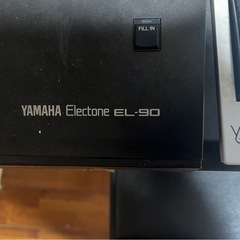 FILL IN
YAMAHA Electone EL-90